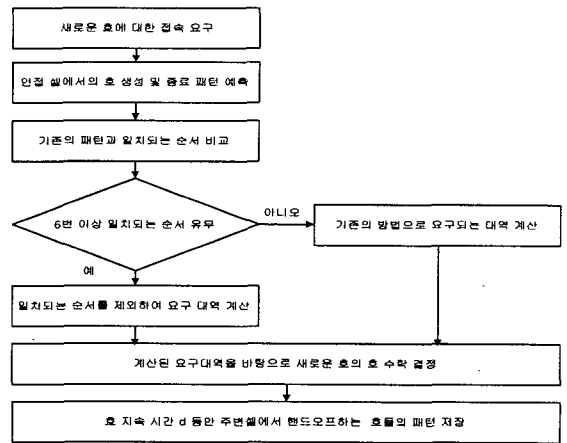 새로운 호에 대한 접속 요구
인접 셀에서의 호 생성 및 종료 패턴 예측
기존의 패턴과 일치되는 순서 비교
6번 이상 일치되는 순서 유무
아니오
기존의 방법으로 요구되는 대역 계산
예
일치되는 순서를 제외하여 요구 대역 계산
계산된 요구대역을 바탕으로 새로운 호의 호 수락 결정
호 지속 시간 d 동안 주변셀에서 핸드오프하는 호들의 패턴 저장